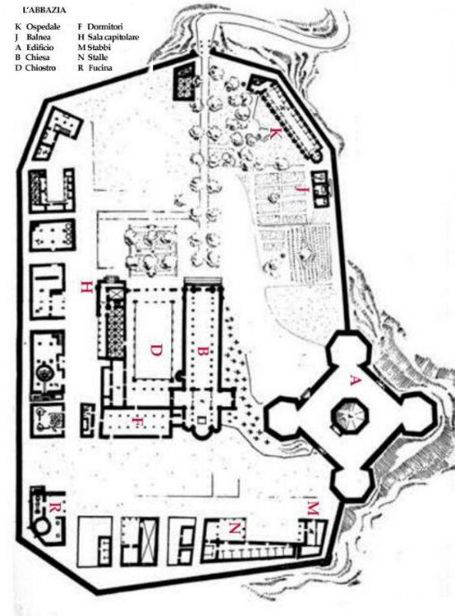 L'ABBAZIA
K Ospedale F Dormitori
J Balnea H Sala capitolare
A Edificio M Stabbi
B Chiesa N Stalle
D Chiostro R Fucina
K
J
H
D
B
A
F
R
N
M